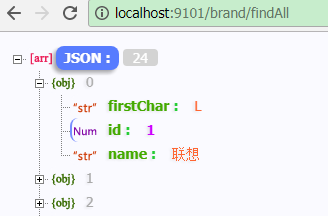 localhost:9101/brand/findAll
[arr] JSON : 24
{obj} 0
"str" firstChar : L
Num id : 1
"str" name : 联想
{obj} 1
{obj} 2